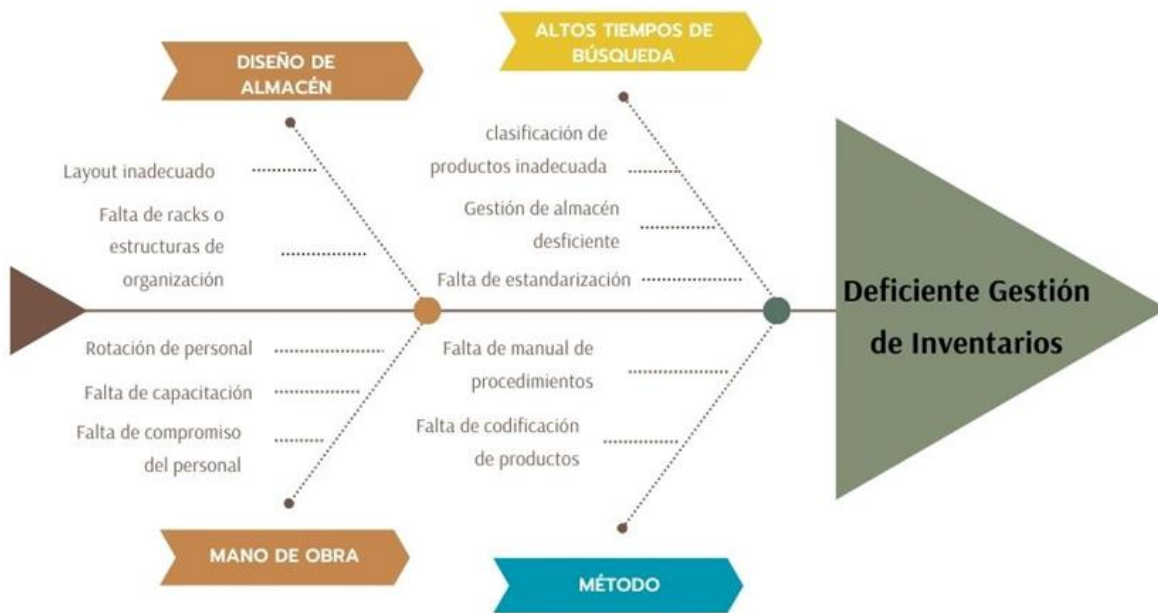 DISEÑO DE
ALMACÉN
Layout inadecuado
Falta de racks o
estructuras de
organización
ALTOS TIEMPOS DE
BÚSQUEDA
clasificación de
productos inadecuada
Gestión de almacén
desficiente
Falta de estandarización
Deficiente Gestión
de Inventarios
Rotación de personal
Falta de capacitación
Falta de compromiso
del personal
MANO DE OBRA
Falta de manual de
procedimientos
Falta de codificación
de productos
MÉTODO